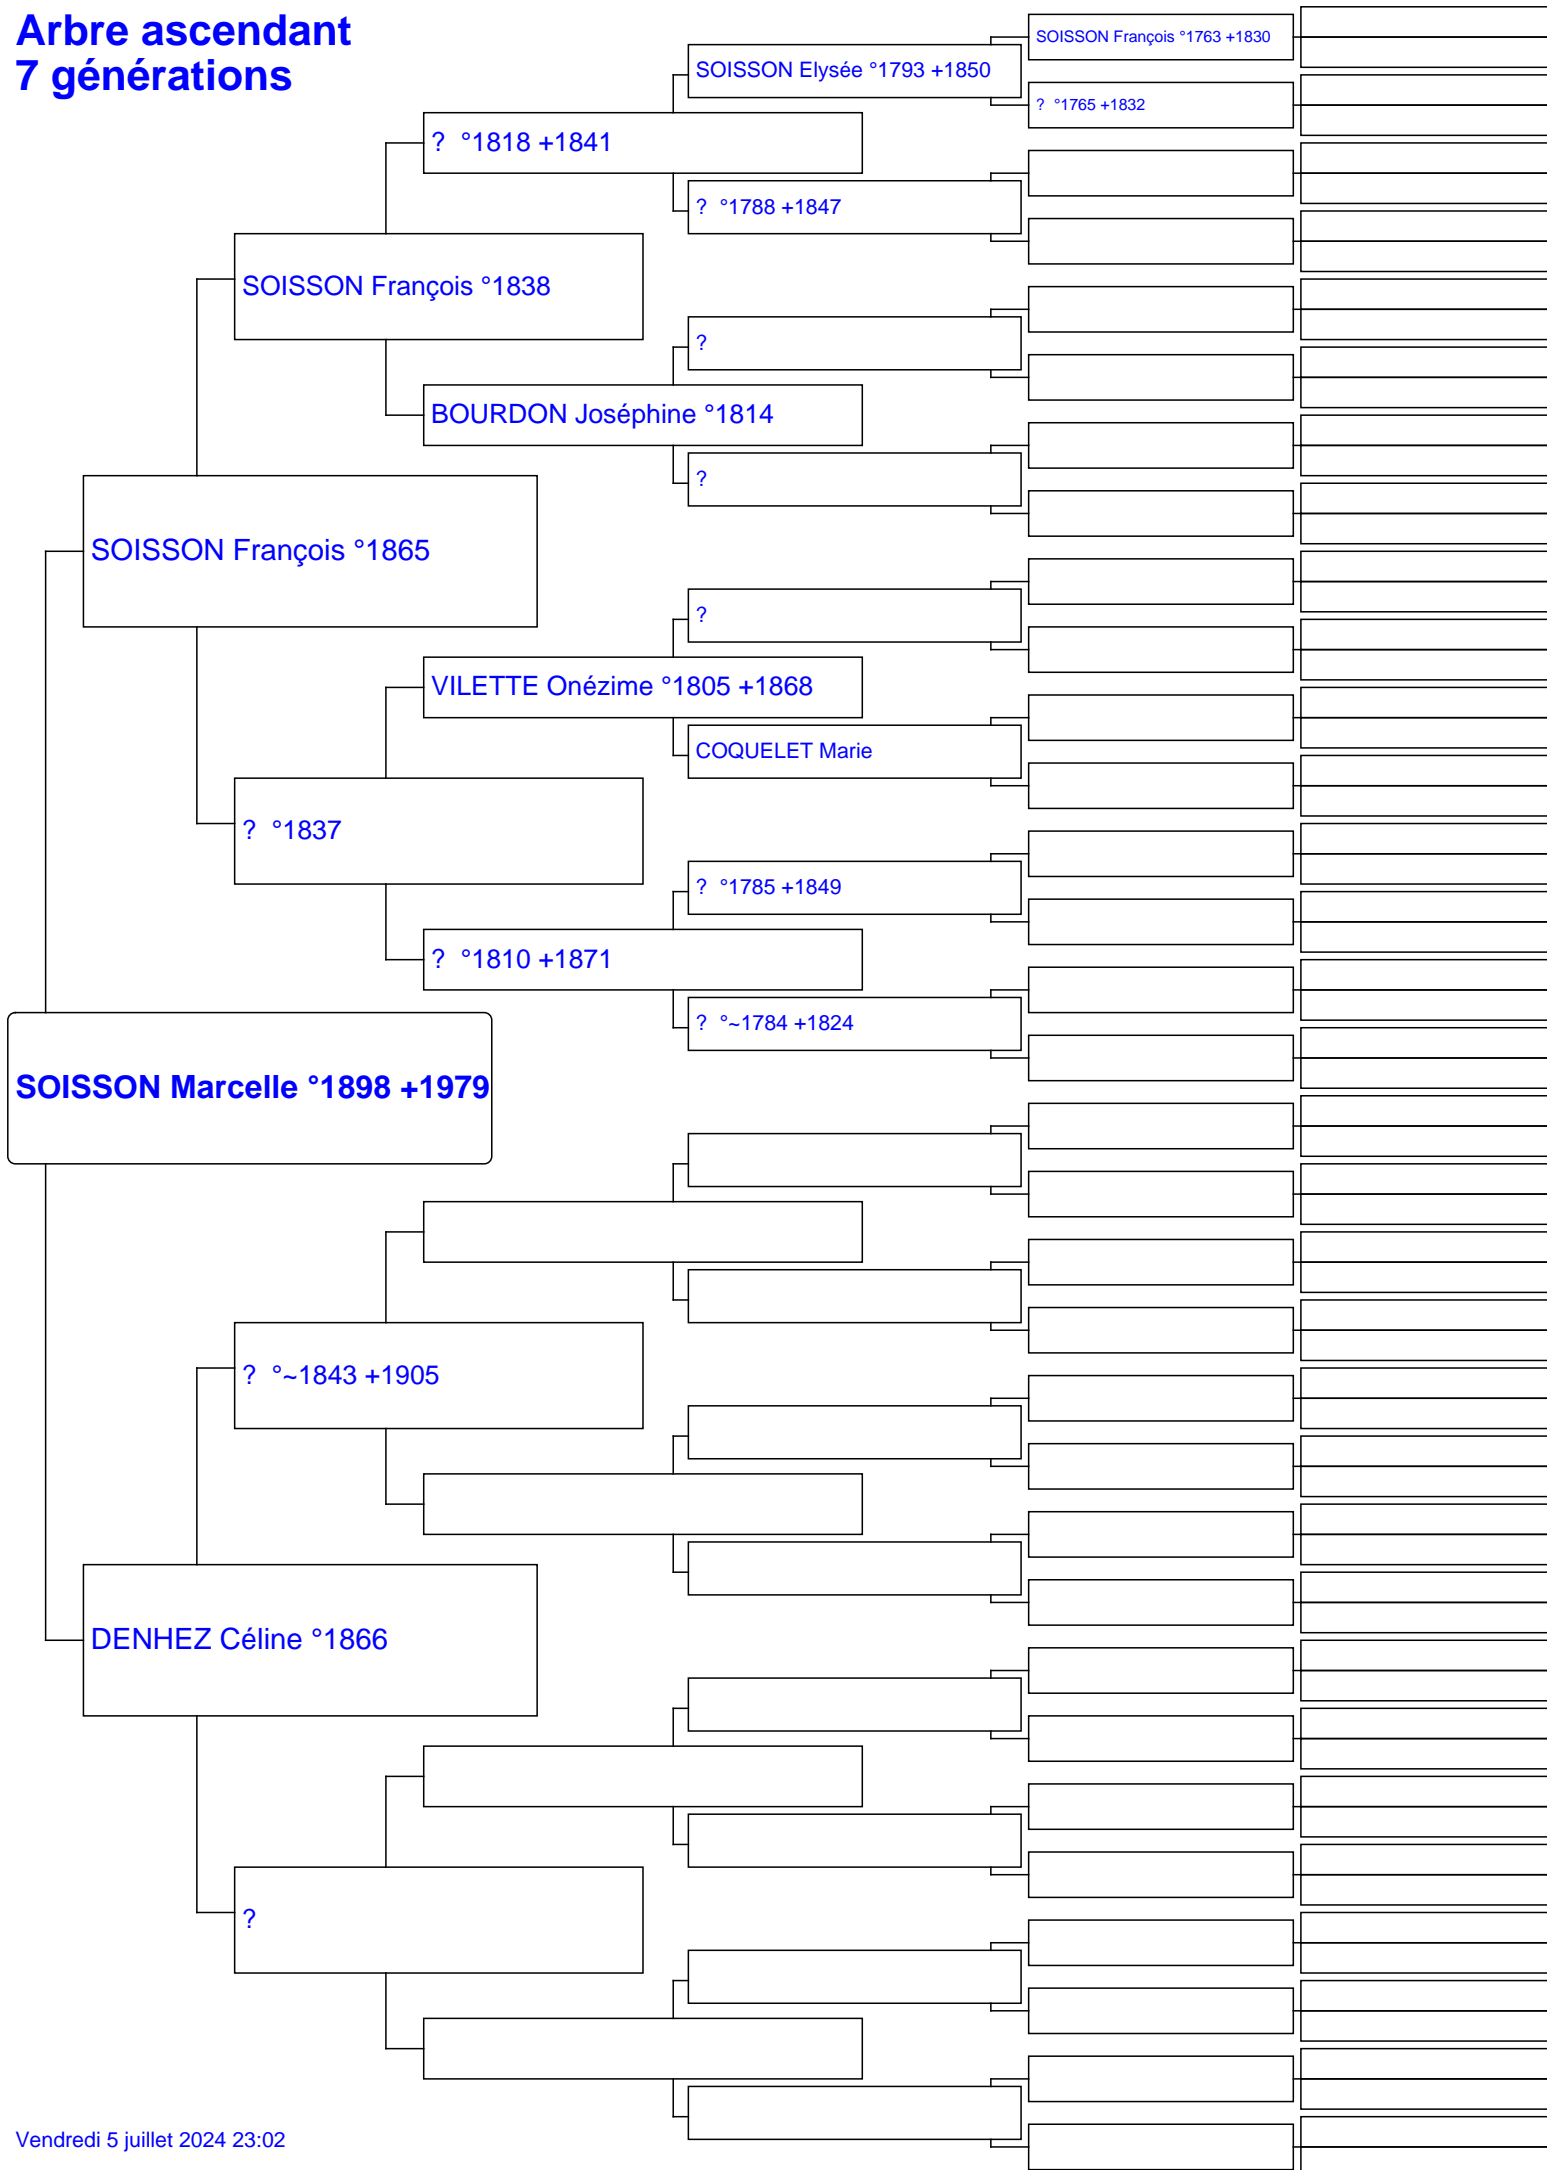 Arbre ascendant
7 générations
SOISSON François °1763 +1830
SOISSON Elysée °1793 +1850
? °1765 +1832
? °1818 +1841
? °1788 +1847
SOISSON François °1838
?
BOURDON Joséphine °1814
?
SOISSON François °1865
?
VILETTE Onézime °1805 +1868
COQUELET Marie
? °1837
? °1785 +1849
? °1810 +1871
? °~1784 +1824
SOISSON Marcelle °1898 +1979
? °~1843 +1905
DENHEZ Céline °1866
?
Vendredi 5 juillet 2024 23:02